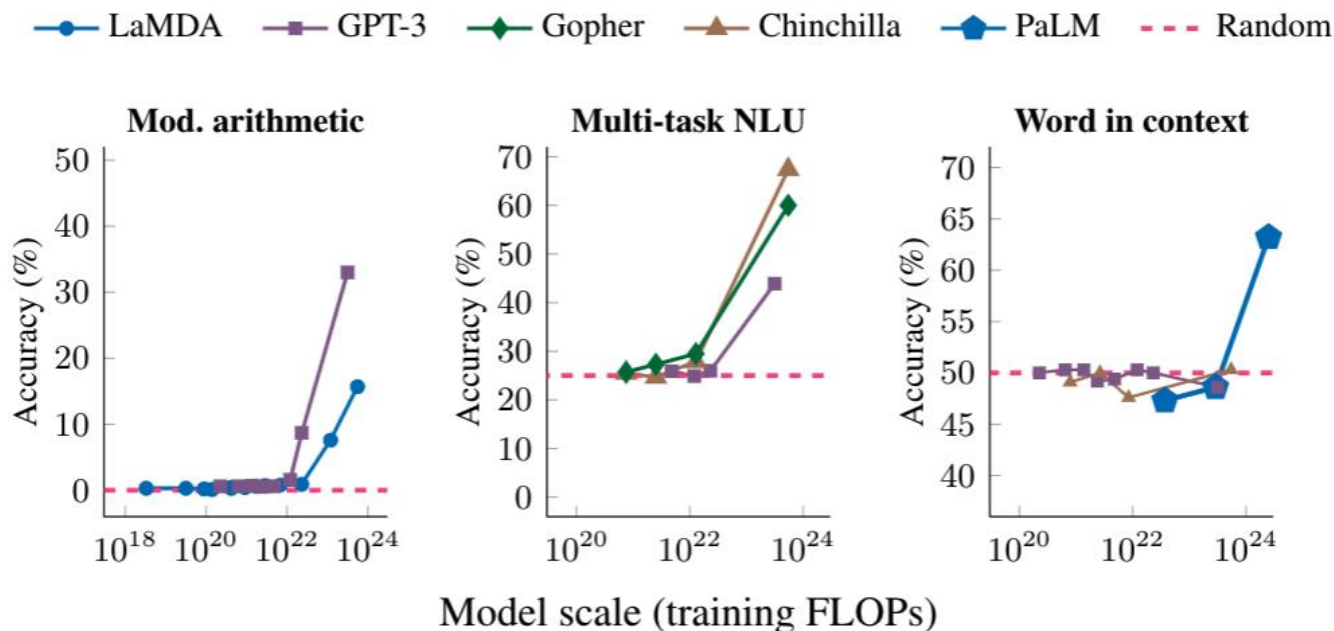 LaMDA GPT-3 Gopher Chinchilla PaLM Random
Mod. arithmetic
Accuracy (%)
50
40
30
20
10
0
10^18 10^20 10^22 10^24
Multi-task NLU
Accuracy (%)
70
60
50
40
30
20
10
0
10^20 10^22 10^24
Word in context
Accuracy (%)
70
65
60
55
50
45
40
10^20 10^22 10^24
Model scale (training FLOPs)